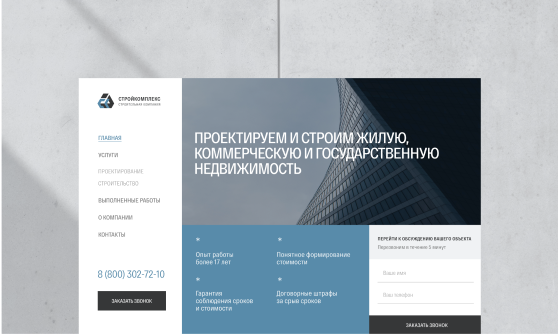 СТРОЙКОМПЛЕКС
СТРОИТЕЛЬНАЯ КОМПАНИЯ
ГЛАВНАЯ
УСЛУГИ
ПРОЕКТИРОВАНИЕ
СТРОИТЕЛЬСТВО
ВЫПОЛНЕННЫЕ РАБОТЫ
О КОМПАНИИ
КОНТАКТЫ
8 (800) 302-72-10
ЗАКАЗАТЬ ЗВОНОК
ПРОЕКТИРУЕМ И СТРОИМ ЖИЛУЮ,
КОММЕРЧЕСКУЮ И ГОСУДАРСТВЕННУЮ
НЕДВИЖИМОСТЬ
* *
Опыт работы
более 17 лет
Понятное формирование
стоимости
* *
Гарантия
соблюдения сроков
и стоимости
Договорные штрафы
за срыв сроков
ПЕРЕЙТИ К ОБСУЖДЕНИЮ ВАШЕГО ОБЪЕКТА
Перезвоним в течение 5 минут
Ваше имя
Ваш телефон
ЗАКАЗАТЬ ЗВОНОК